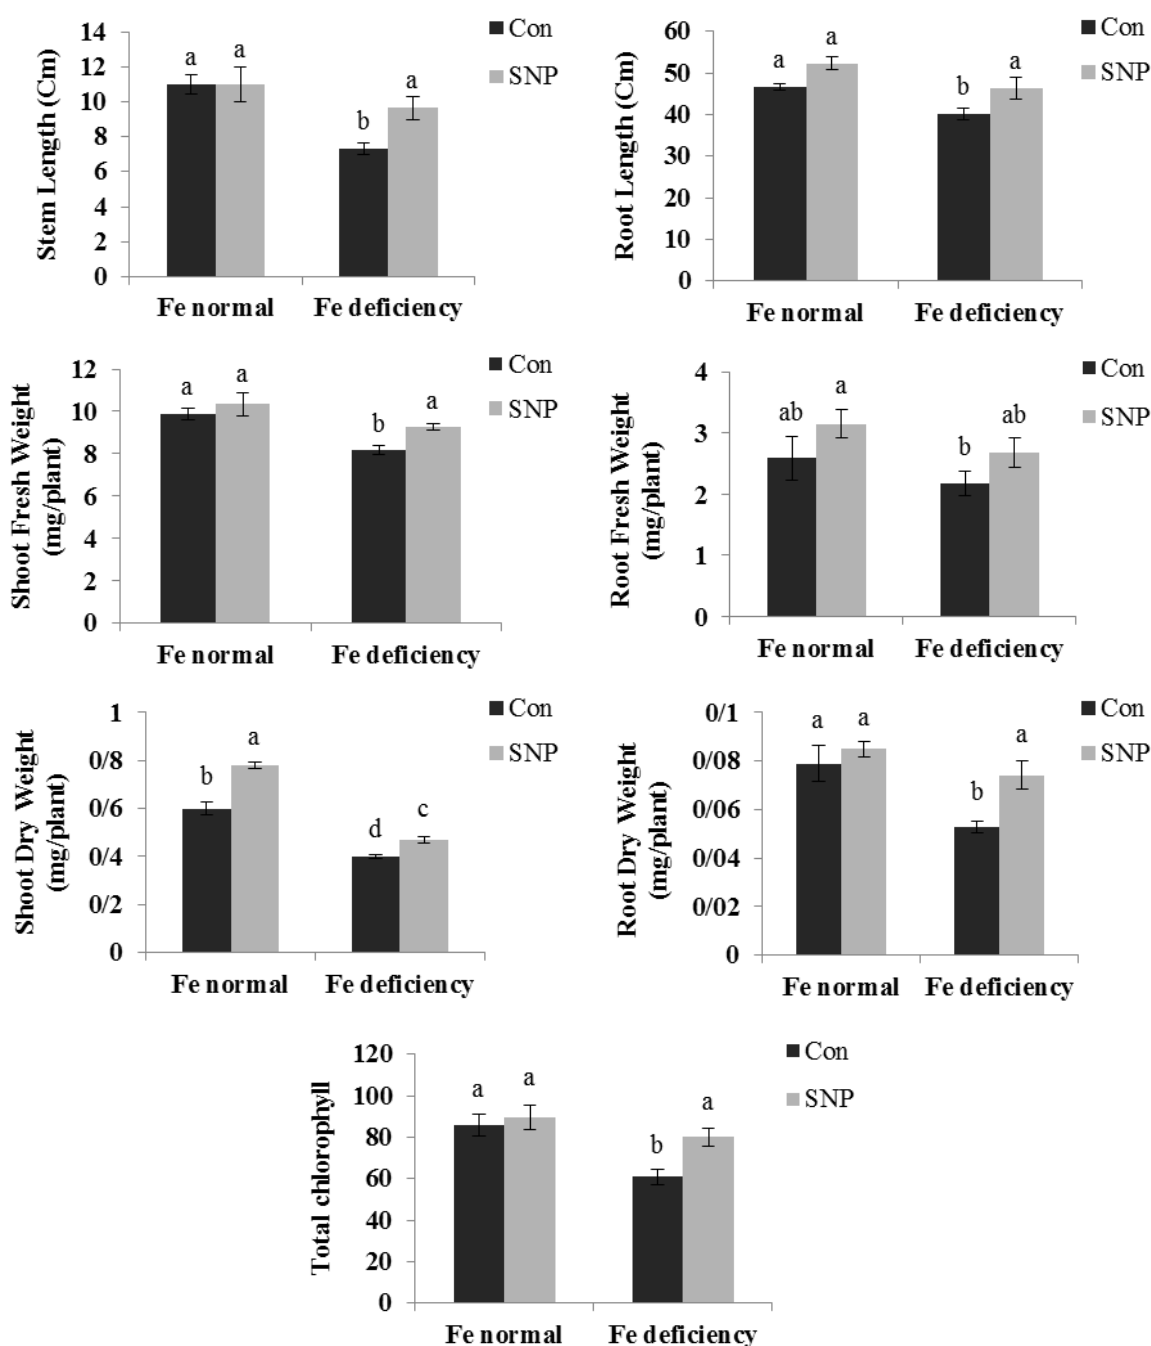 Stem Length (Cm)
14
12
10
8
6
4
2
0
a
a
b
a
Fe normal
Fe deficiency
Con
SNP
Root Length (Cm)
60
50
40
30
20
10
0
a
a
b
a
Fe normal
Fe deficiency
Con
SNP
Shoot Fresh Weight
(mg/plant)
12
10
8
6
4
2
0
a
a
b
a
Fe normal
Fe deficiency
Con
SNP
Root Fresh Weight
(mg/plant)
4
3
2
1
0
ab
a
b
ab
Fe normal
Fe deficiency
Con
SNP
Shoot Dry Weight
(mg/plant)
1
0/8
0/6
0/4
0/2
0
b
a
d
c
Fe normal
Fe deficiency
Con
SNP
Root Dry Weight
(mg/plant)
0/1
0/08
0/06
0/04
0/02
0
a
a
b
a
Fe normal
Fe deficiency
Con
SNP
Total chlorophyll
120
100
80
60
40
20
0
a
a
b
a
Fe normal
Fe deficiency
Con
SNP